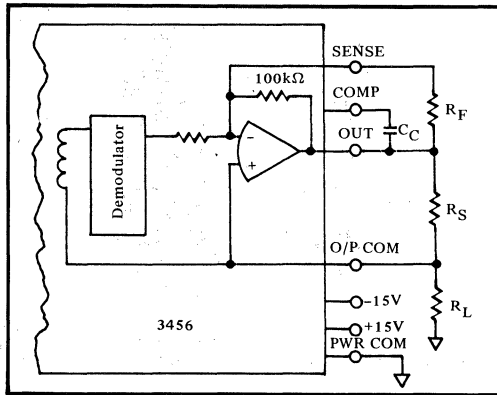 SENSE
100kΩ
COMP
R_F
OUT
C_C
Demodulator
-
+
R_S
O/P COM
-15V
R_L
+15V
3456
PWR COM